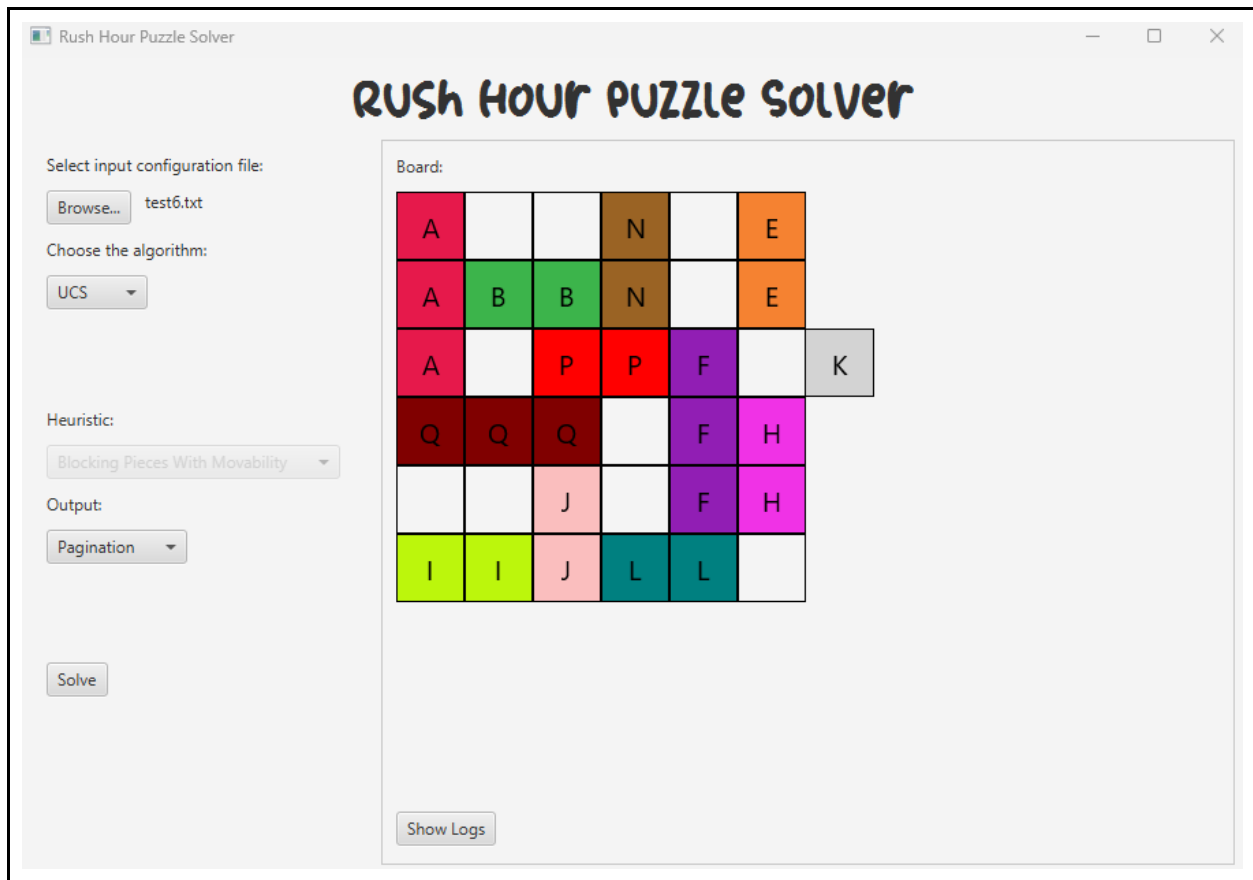 Rush Hour Puzzle Solver
Rush Hour Puzzle Solver
Select input configuration file:
Browse... test6.txt
Choose the algorithm:
UCS
Heuristic:
Blocking Pieces With Movability
Output:
Pagination
Solve
Board:
A N E
A B B N E
A P P F K
Q Q Q F H
J F H
I I J L L
Show Logs